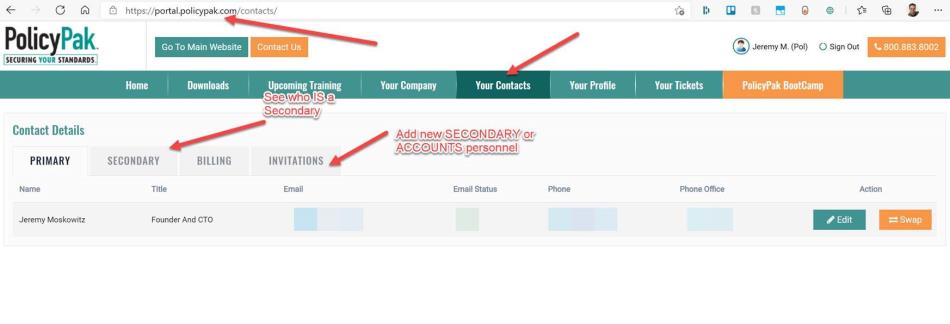 https://portal.policypak.com/contacts/
PolicyPak
SECURING YOUR STANDARDS
Go To Main Website
Contact Us
Jeremy M. (Pol)
Sign Out
800.883.8002
Home
Downloads
Upcoming Training
Your Company
Your Contacts
Your Profile
Your Tickets
PolicyPak BootCamp
See who IS a
Secondary
Add new SECONDARY or
ACCOUNTS personnel
Contact Details
PRIMARY
SECONDARY
BILLING
INVITATIONS
Name
Title
Email
Email Status
Phone
Phone Office
Action
Jeremy Moskowitz
Founder And CTO
Edit
Swap